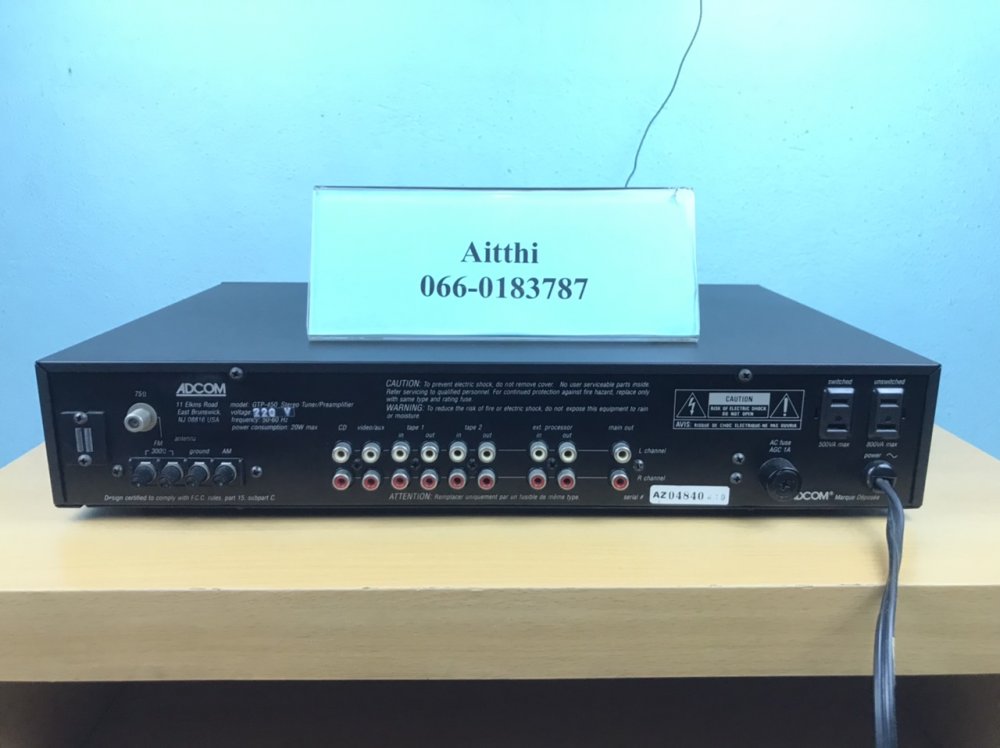 Aitthi
066-0183787
75Ω
ADCOM
11 Elkins Road
East Brunswick,
NJ 08816 USA
model: GTP-450 Stereo Tuner/Preamplifier
voltage: 220 V
frequency: 50-60 Hz
power consumption: 20W max
CAUTION: To prevent electric shock, do not remove cover. No user serviceable parts inside.
Refer servicing to qualified personnel. For continued protection against fire hazard, replace only
with same type and rating fuse.
WARNING: To reduce the risk of fire or electric shock, do not expose this equipment to rain
or moisture.
CAUTION
RISK OF ELECTRIC SHOCK
DO NOT OPEN
AVIS: RISQUE DE CHOC ELECTRIQUE-NE PAS OUVRIR
switched
unswitched
500VA max
800VA max
FM
300Ω
antenna
ground
AM
CD
video/aux
tape 1
in
out
tape 2
in
out
ext. processor
in
out
main out
L channel
R channel
AC fuse
AGC 1A
power
Design certified to comply with F.C.C. rules, part 15, subpart C.
ATTENTION: Remplacer uniquement par un fusible de même type.
serial #
AZ04840
ADCOM® Marque Déposée